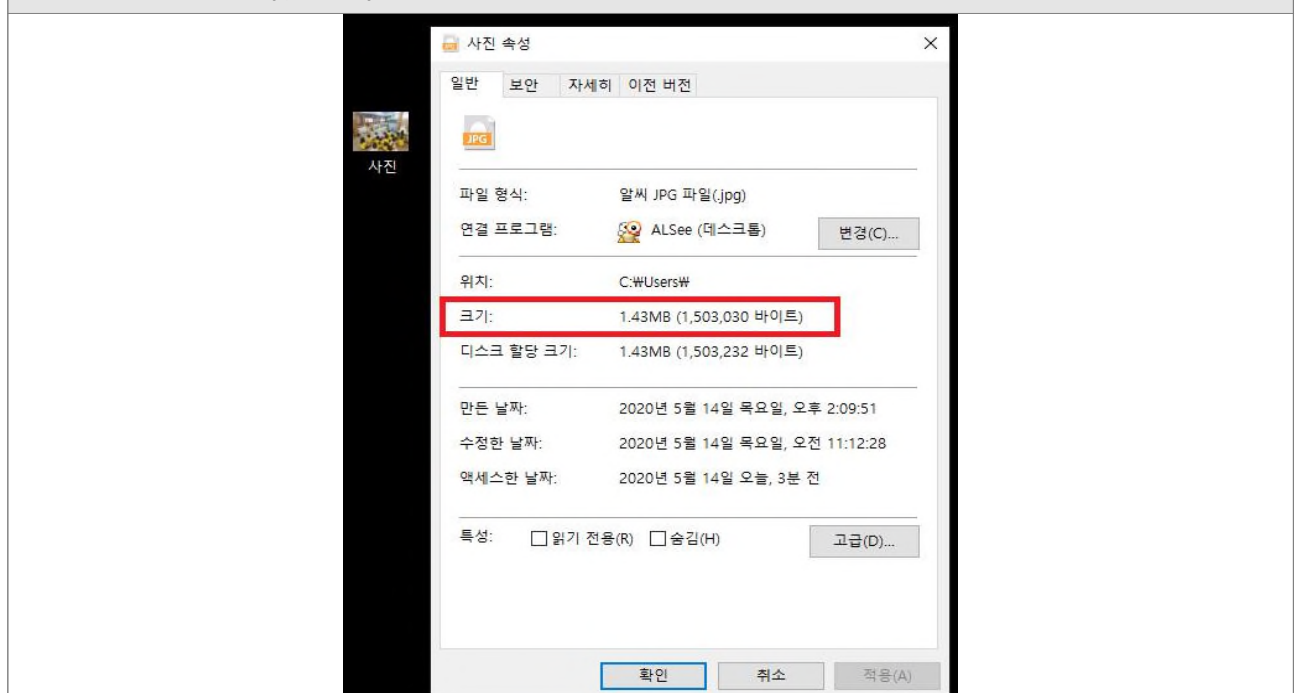 사진 속성
일반 보안 자세히 이전 버전
JPG
사진
파일 형식: 알씨 JPG 파일(.jpg)
연결 프로그램: ALSee (데스크톱) 변경(C)...
위치: C:₩Users₩
크기: 1.43MB (1,503,030 바이트)
디스크 할당 크기: 1.43MB (1,503,232 바이트)
만든 날짜: 2020년 5월 14일 목요일, 오후 2:09:51
수정한 날짜: 2020년 5월 14일 목요일, 오전 11:12:28
액세스한 날짜: 2020년 5월 14일 오늘, 3분 전
특성: 읽기 전용(R) 숨김(H) 고급(D)...
확인 취소 적용(A)